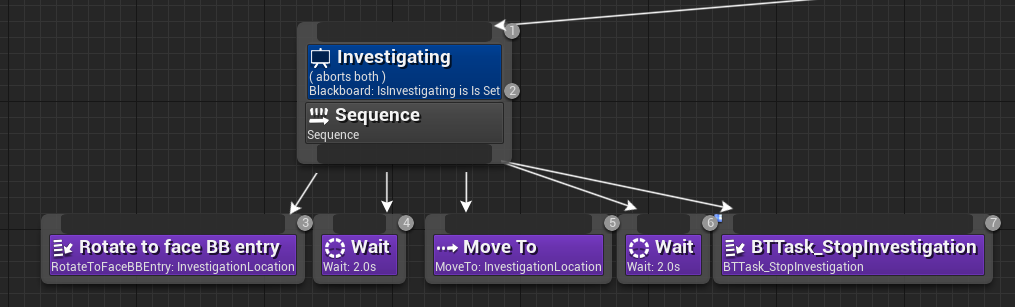 1
Investigating
( aborts both )
Blackboard: IsInvestigating is Is Set
2
Sequence
Sequence
3
Rotate to face BB entry
RotateToFaceBBEntry: InvestigationLocation
4
Wait
Wait: 2.0s
5
Move To
MoveTo: InvestigationLocation
6
Wait
Wait: 2.0s
7
BTTask_StopInvestigation
BTTask_StopInvestigation